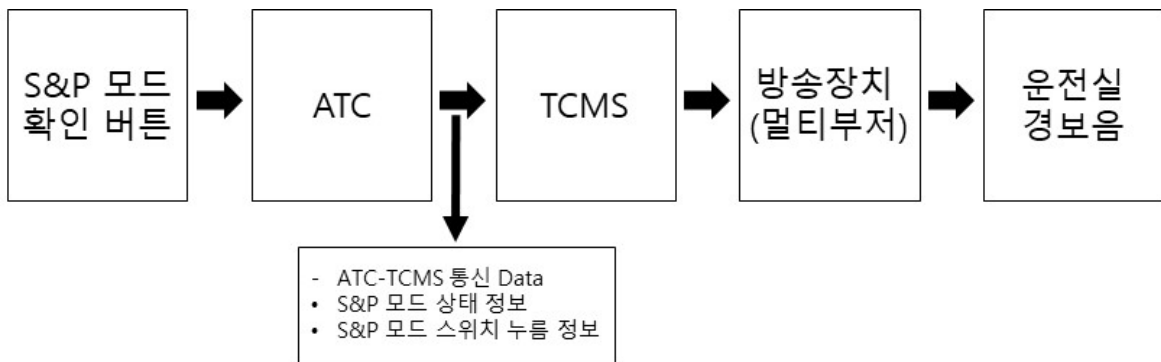 S&P 모드
확인 버튼
ATC
TCMS
방송장치
(멀티부저)
운전실
경보음
- ATC-TCMS 통신 Data
• S&P 모드 상태 정보
• S&P 모드 스위치 누름 정보